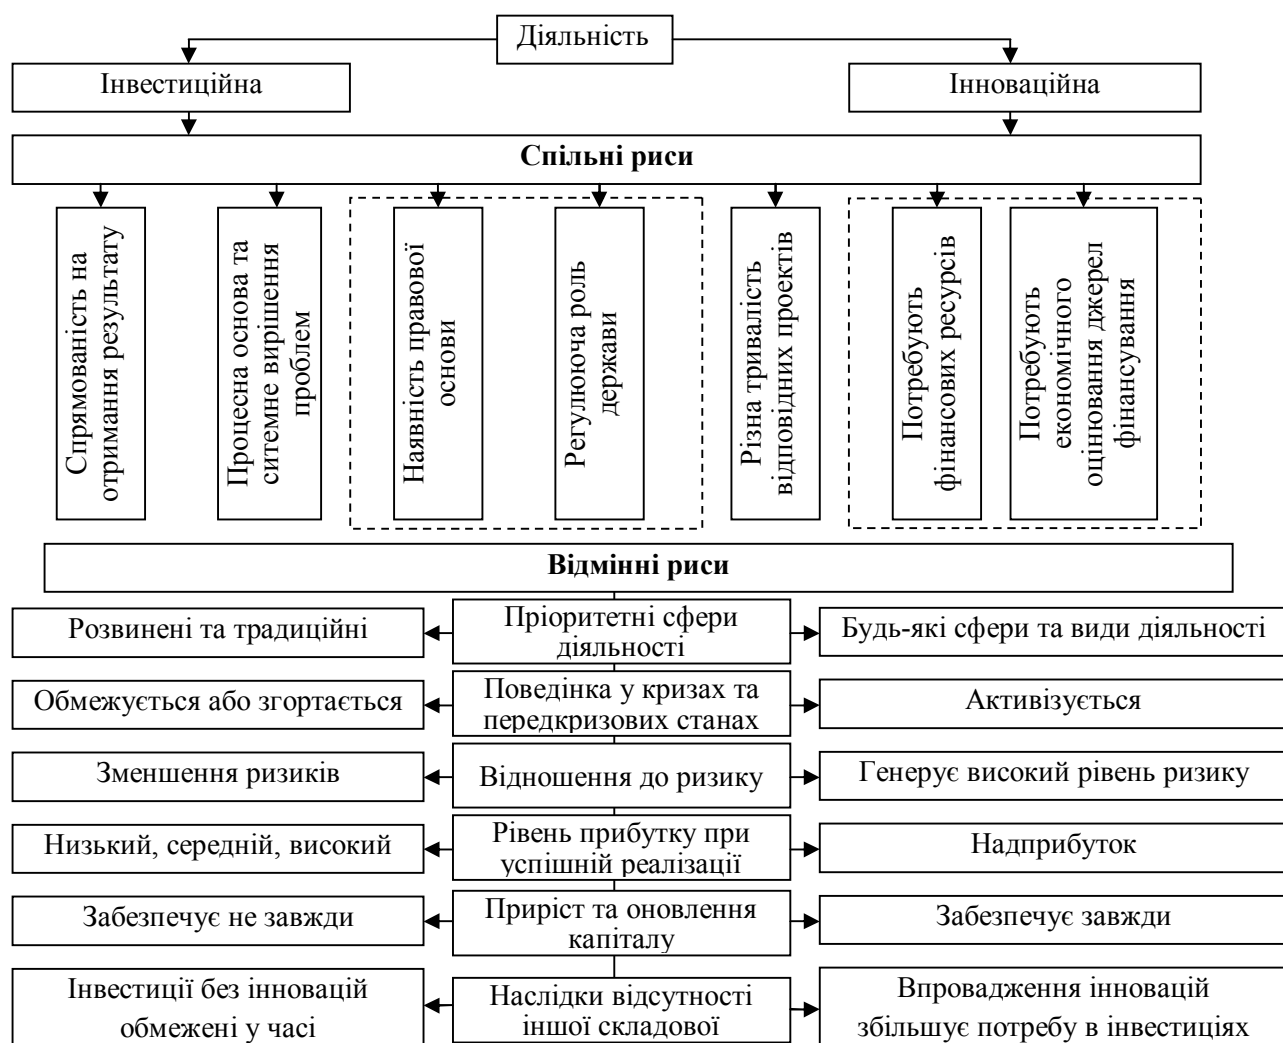 Діяльність
Інвестиційна
Інноваційна
Спільні риси
Спрямованість на
отримання результату
Процесна основа та
ситемне вирішення
проблем
Наявність правової
основи
Регулююча роль
держави
Різна тривалість
відповідних проектів
Потребують
фінансових ресурсів
Потребують
економічного
оцінювання джерел
фінансування
Відмінні риси
Розвинені та традиційні
Пріоритетні сфери
діяльності
Будь-які сфери та види діяльності
Обмежується або згортається
Поведінка у кризах та
передкризових станах
Активізується
Зменшення ризиків
Відношення до ризику
Генерує високий рівень ризику
Низький, середній, високий
Рівень прибутку при
успішній реалізації
Надприбуток
Забезпечує не завжди
Приріст та оновлення
капіталу
Забезпечує завжди
Інвестиції без інновацій
обмежені у часі
Наслідки відсутності
іншої складової
Впровадження інновацій
збільшує потребу в інвестиціях